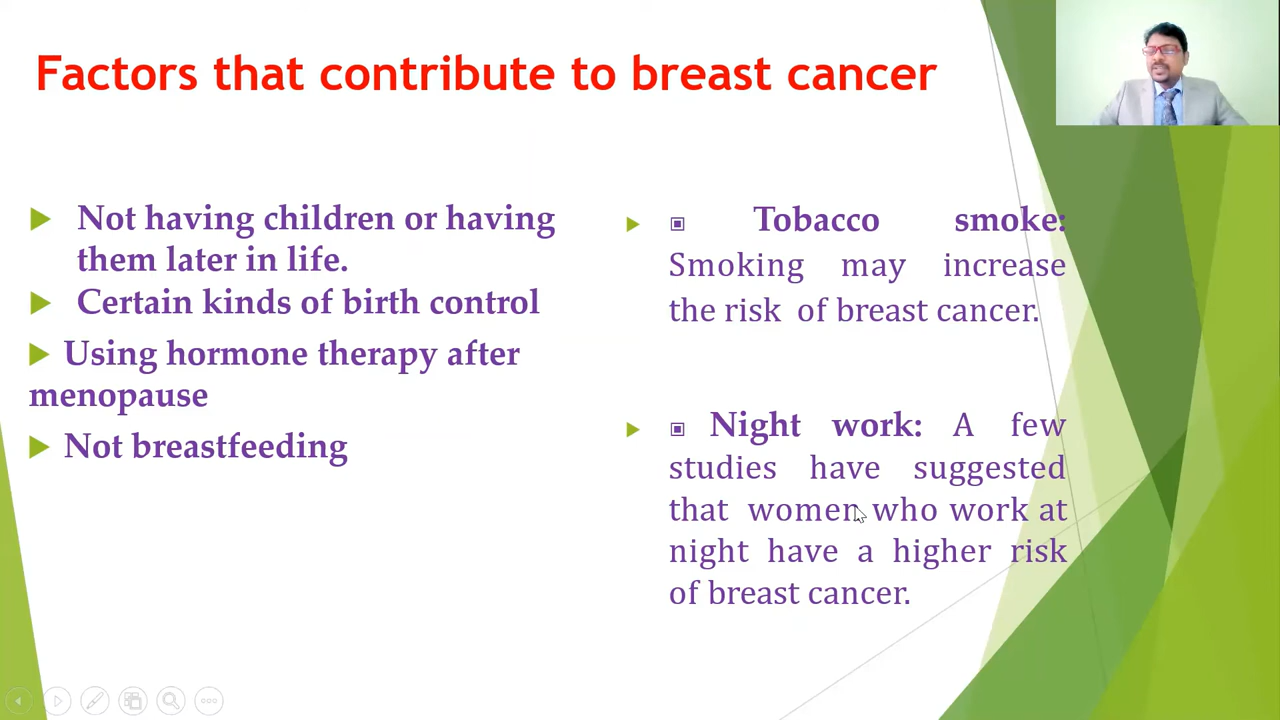 Factors that contribute to breast cancer
Not having children or having
them later in life.
Certain kinds of birth control
Using hormone therapy after
menopause
Not breastfeeding
Tobacco smoke:
Smoking may increase
the risk of breast cancer.
Night work: A few
studies have suggested
that women who work at
night have a higher risk
of breast cancer.